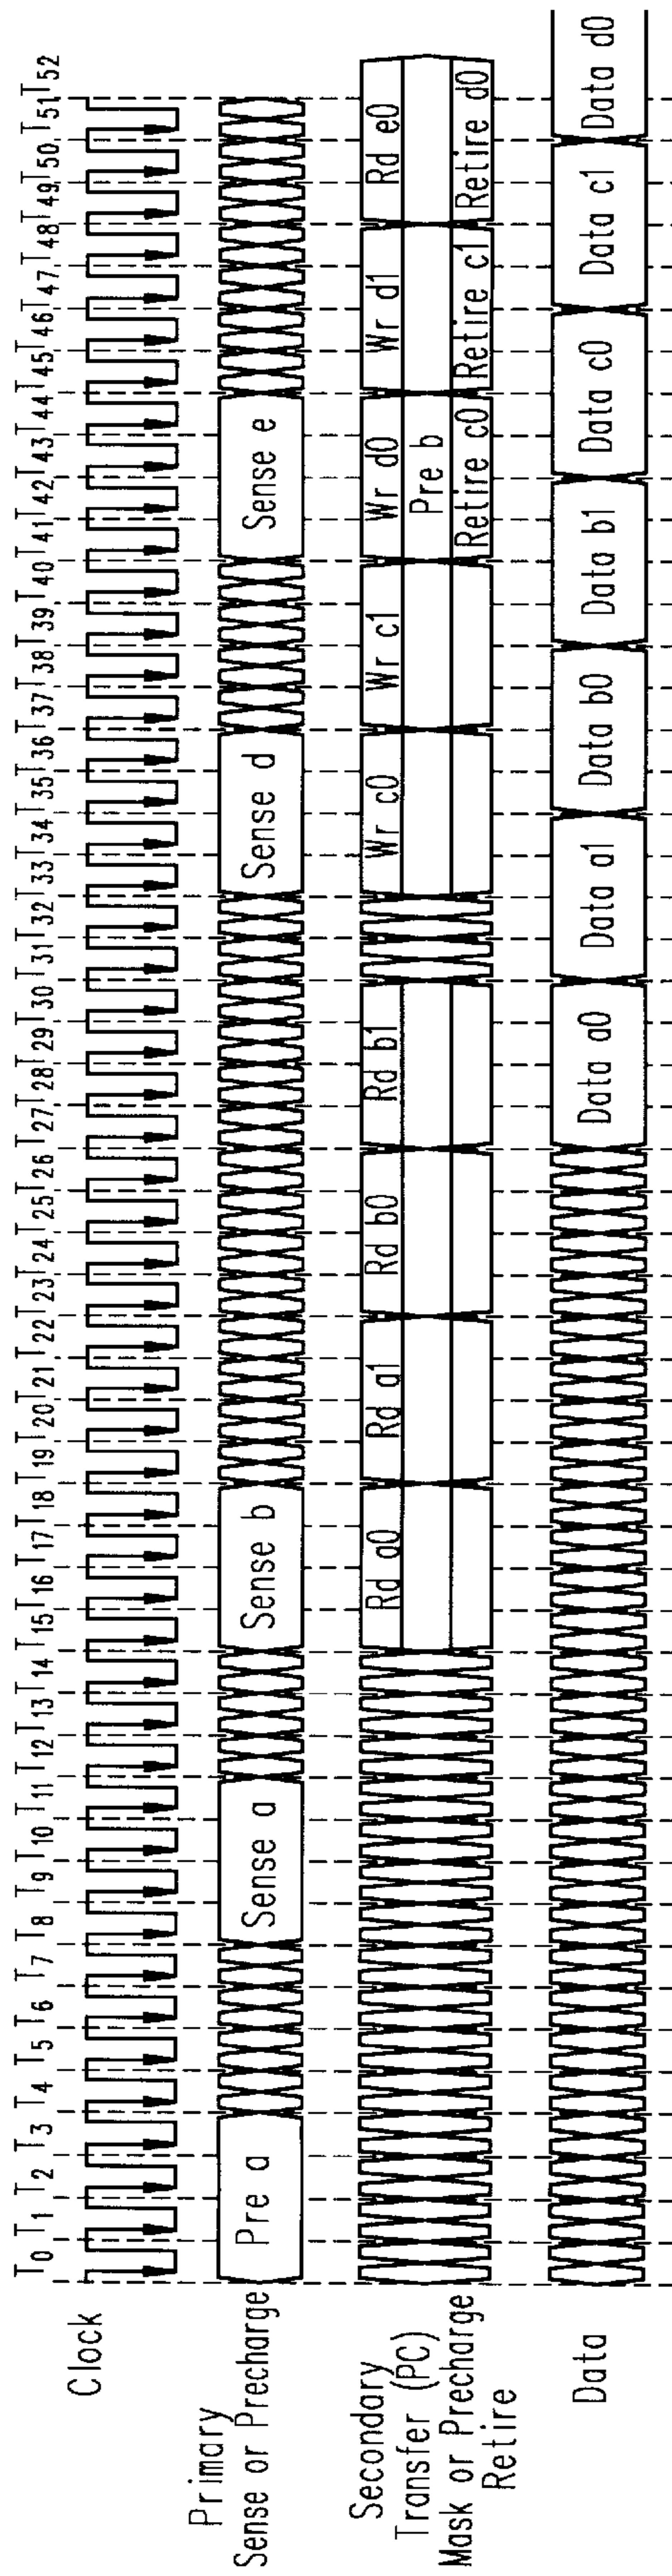 T0 T1 T2 T3 T4 T5 T6 T7 T8 T9 T10 T11 T12 T13 T14 T15 T16 T17 T18 T19 T20 T21 T22 T23 T24 T25 T26 T27 T28 T29 T30 T31 T32 T33 T34 T35 T36 T37 T38 T39 T40 T41 T42 T43 T44 T45 T46 T47 T48 T49 T50 T51 T52
Clock
Primary
Sense or Precharge
Pre a Sense a Sense b Sense d Sense e
Secondary
Transfer (PC)
Mask or Precharge
Retire
Rd a0 Rd a1 Rd b0 Rd b1 Wr c0 Wr c1 Wr d0 Wr d1 Rd e0
Pre b
Retire c0 Retire c1 Retire d0
Data
Data a0 Data a1 Data b0 Data b1 Data c0 Data c1 Data d0